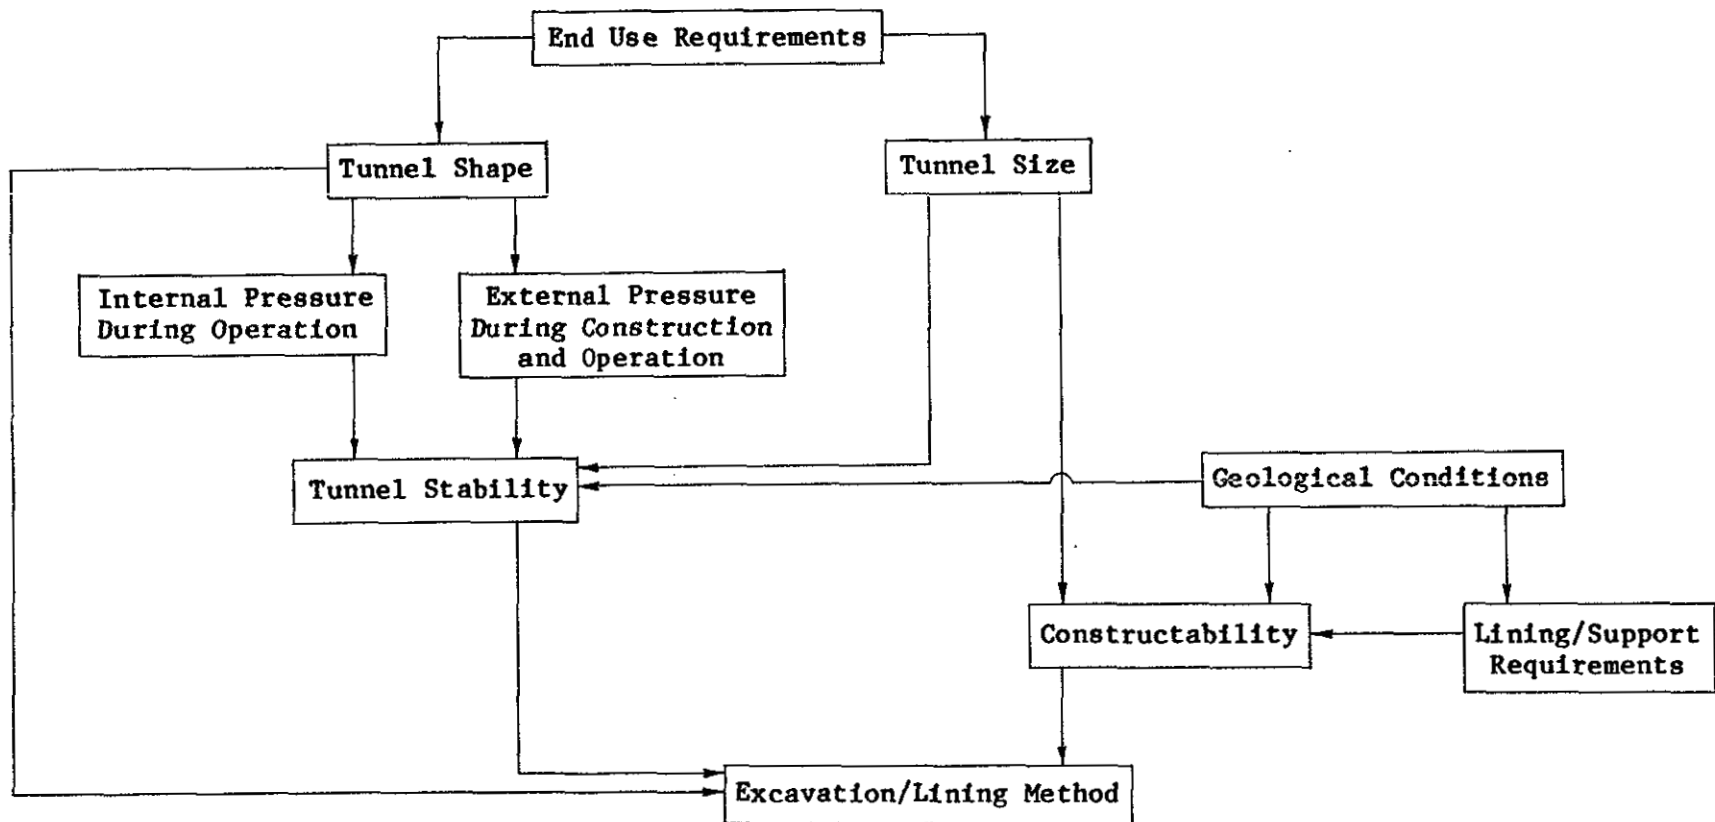 End Use Requirements
Tunnel Shape
Tunnel Size
Internal Pressure
During Operation
External Pressure
During Construction
and Operation
Tunnel Stability
Geological Conditions
Constructability
Lining/Support
Requirements
Excavation/Lining Method